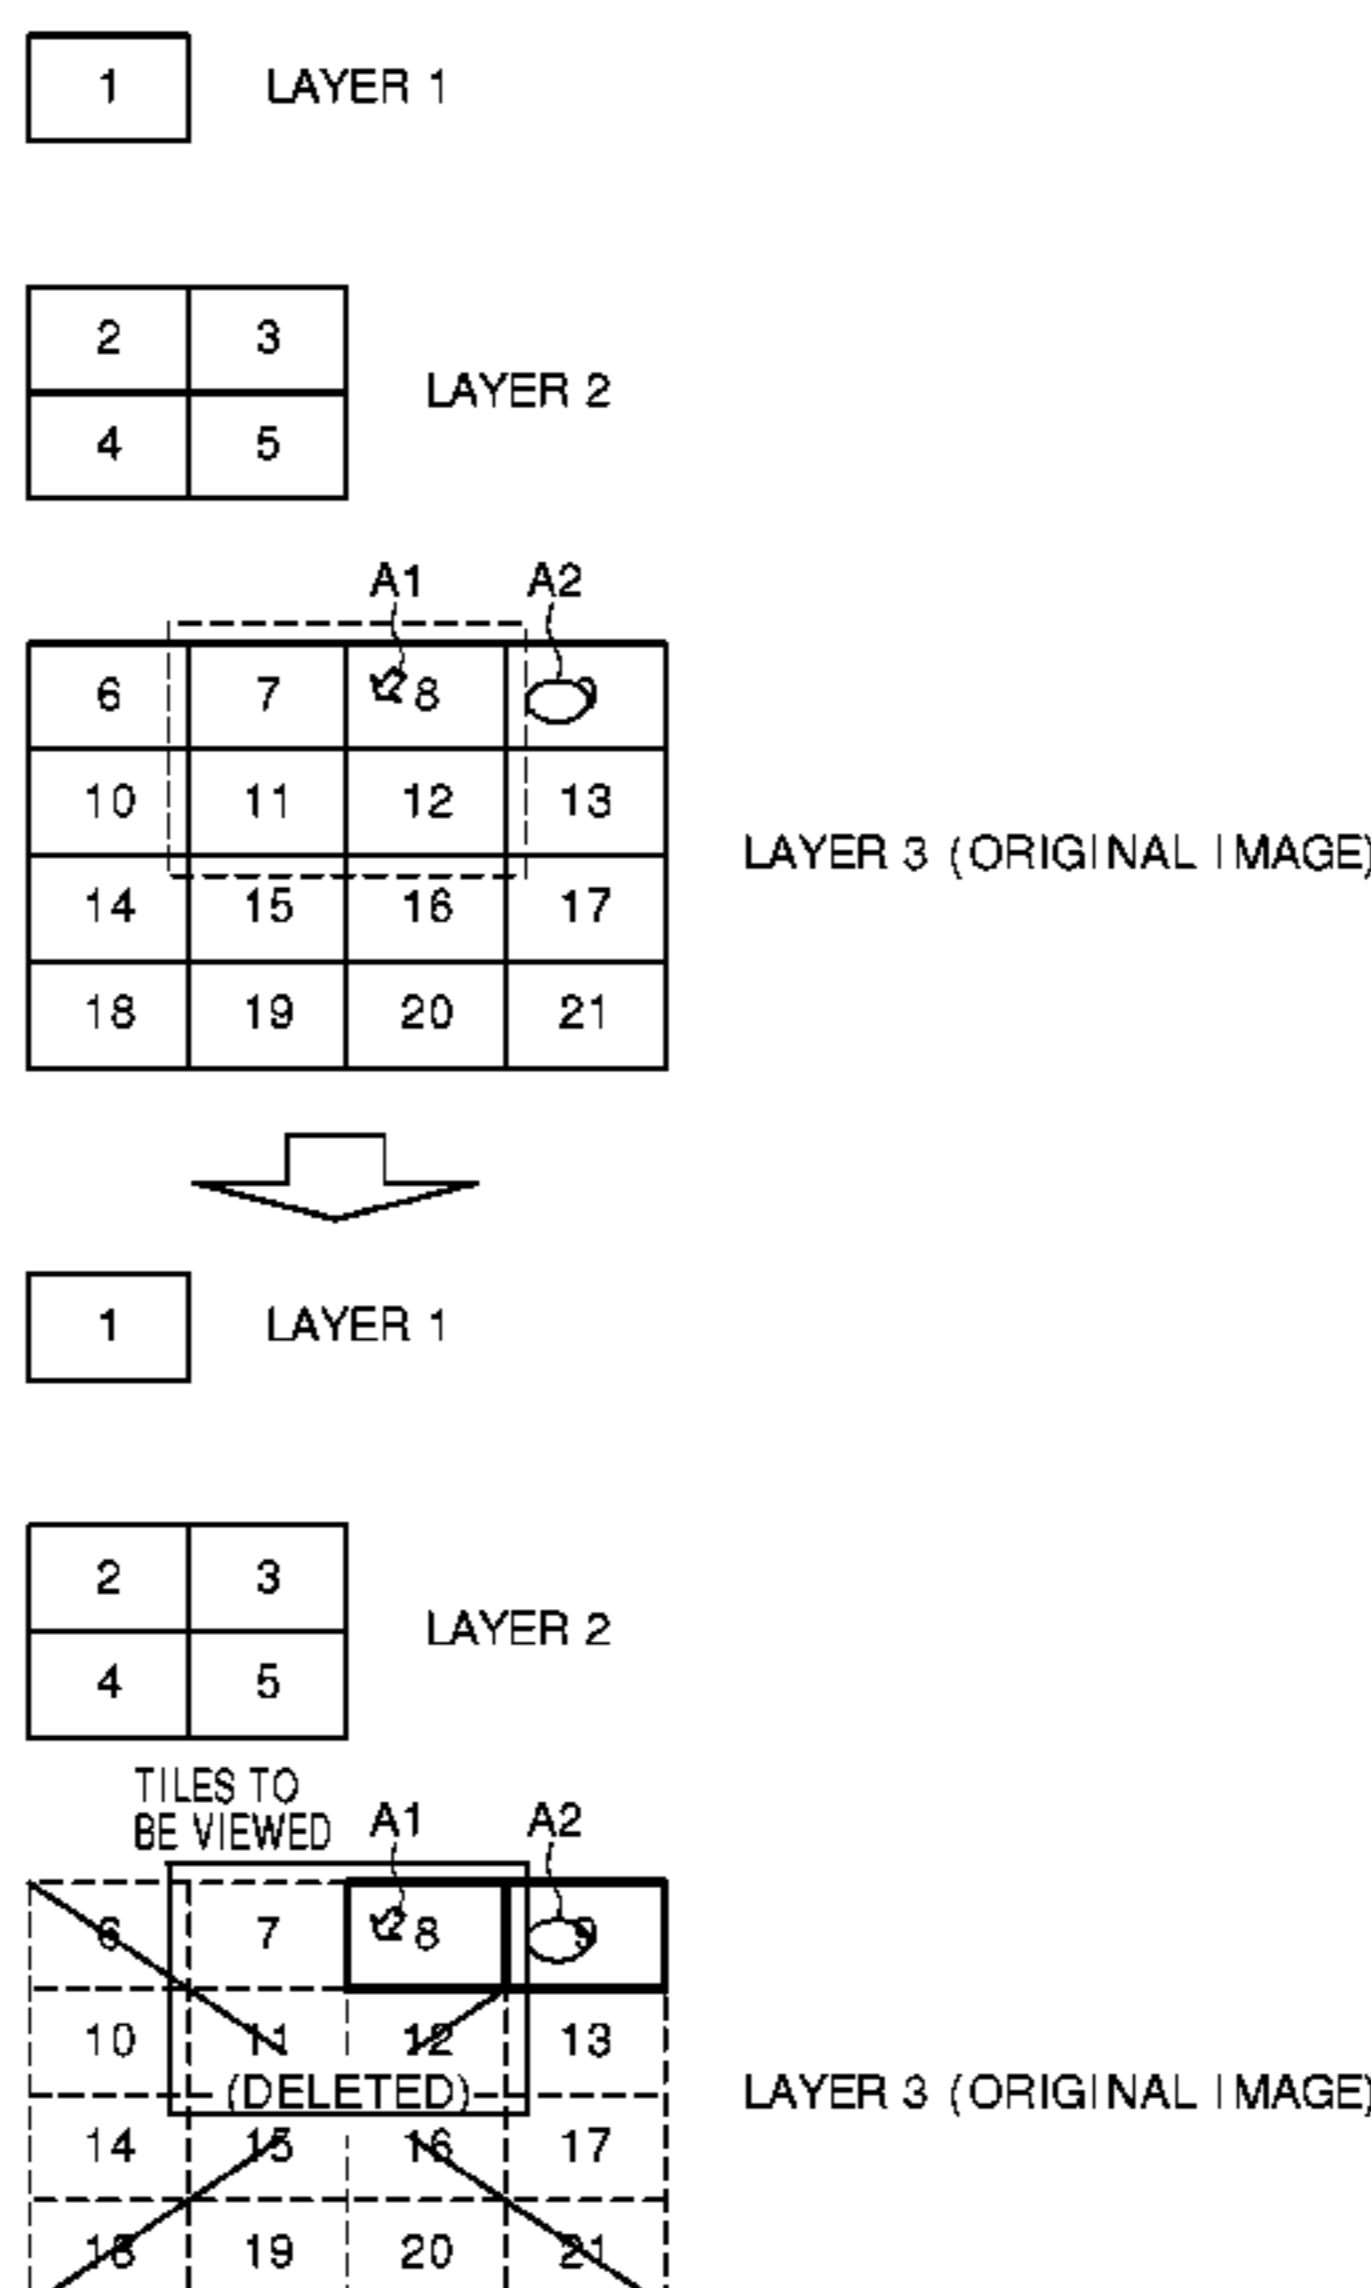 1 LAYER 1
2 3
LAYER 2
4 5
A1 A2
6 7 8 9
10 11 12 13
LAYER 3 (ORIGINAL IMAGE)
14 15 16 17
18 19 20 21
1 LAYER 1
2 3
LAYER 2
4 5
TILES TO
BE VIEWED
A1 A2
6 7 8 9
10 11 12 13
(DELETED)
LAYER 3 (ORIGINAL IMAGE)
14 15 16 17
18 19 20 21